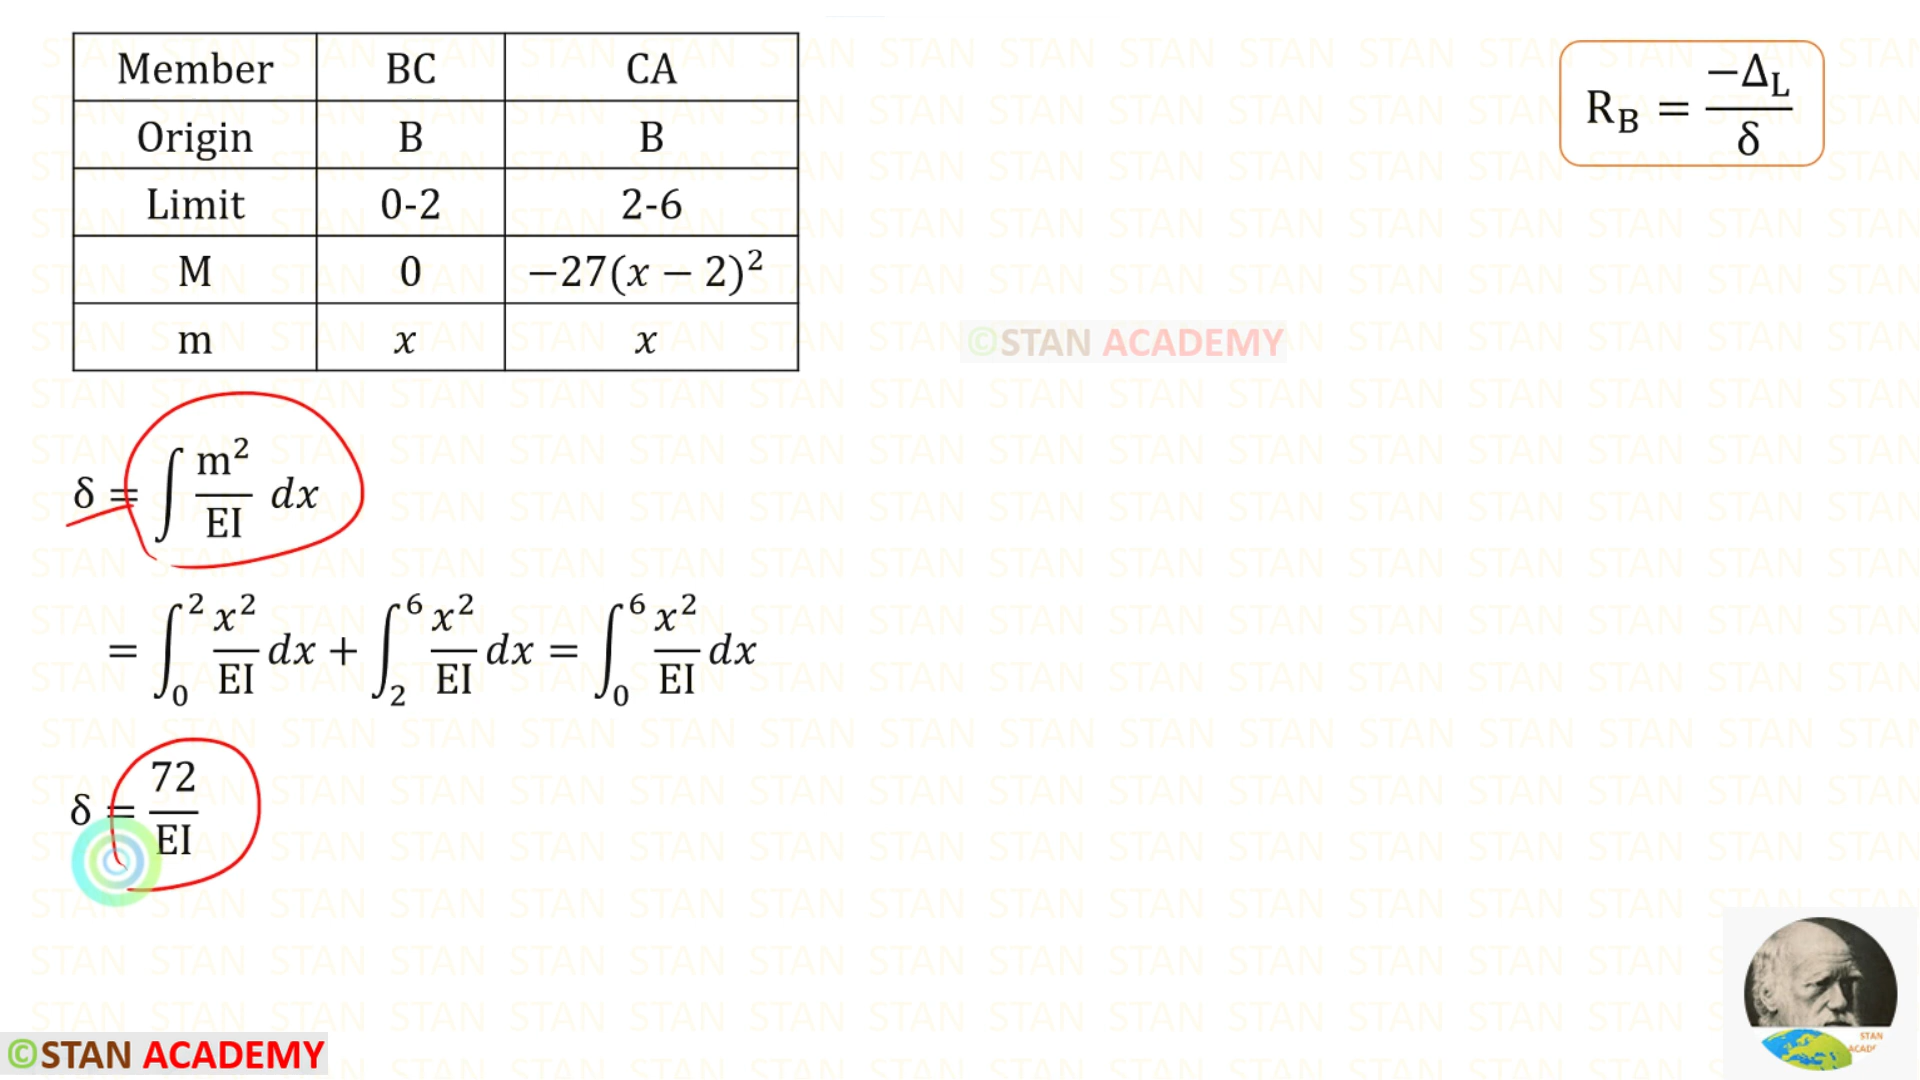 Member BC CA
Origin B B
Limit 0-2 2-6
M 0 −27(x − 2)²
m x x
R_B = −Δ_L / δ
©STAN ACADEMY
δ = ∫ m²/EI dx
= ∫₀² x²/EI dx + ∫₂⁶ x²/EI dx = ∫₀⁶ x²/EI dx
δ = 72/EI
©STAN ACADEMY
STAN